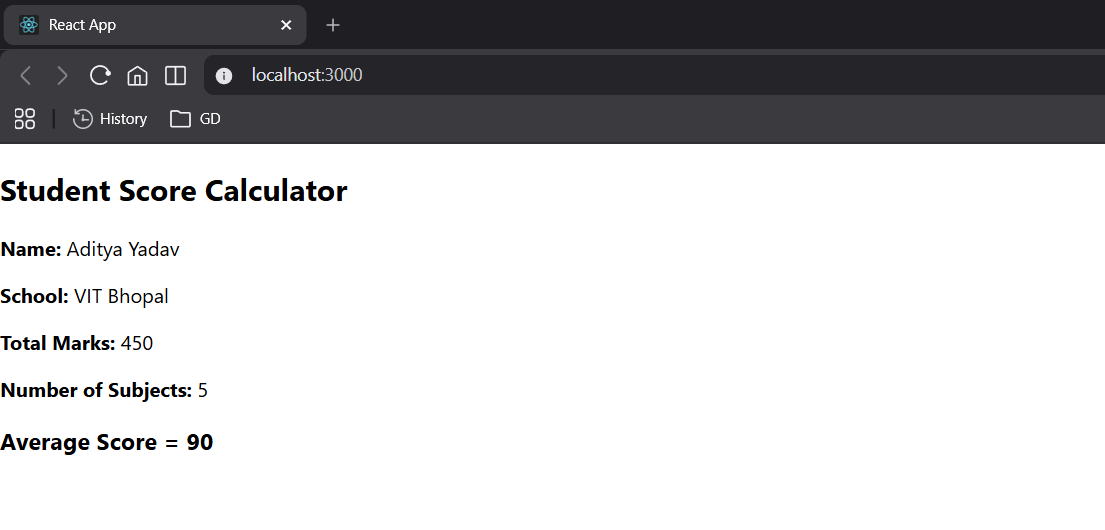 React App
localhost:3000
History GD
Student Score Calculator
Name: Aditya Yadav
School: VIT Bhopal
Total Marks: 450
Number of Subjects: 5
Average Score = 90